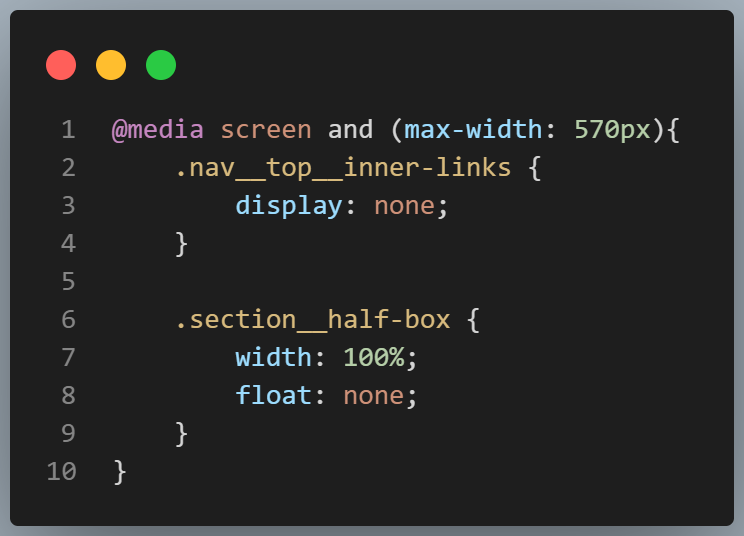 1 @media screen and (max-width: 570px){
2     .nav__top__inner-links {
3         display: none;
4     }
5
6     .section__half-box {
7         width: 100%;
8         float: none;
9     }
10 }